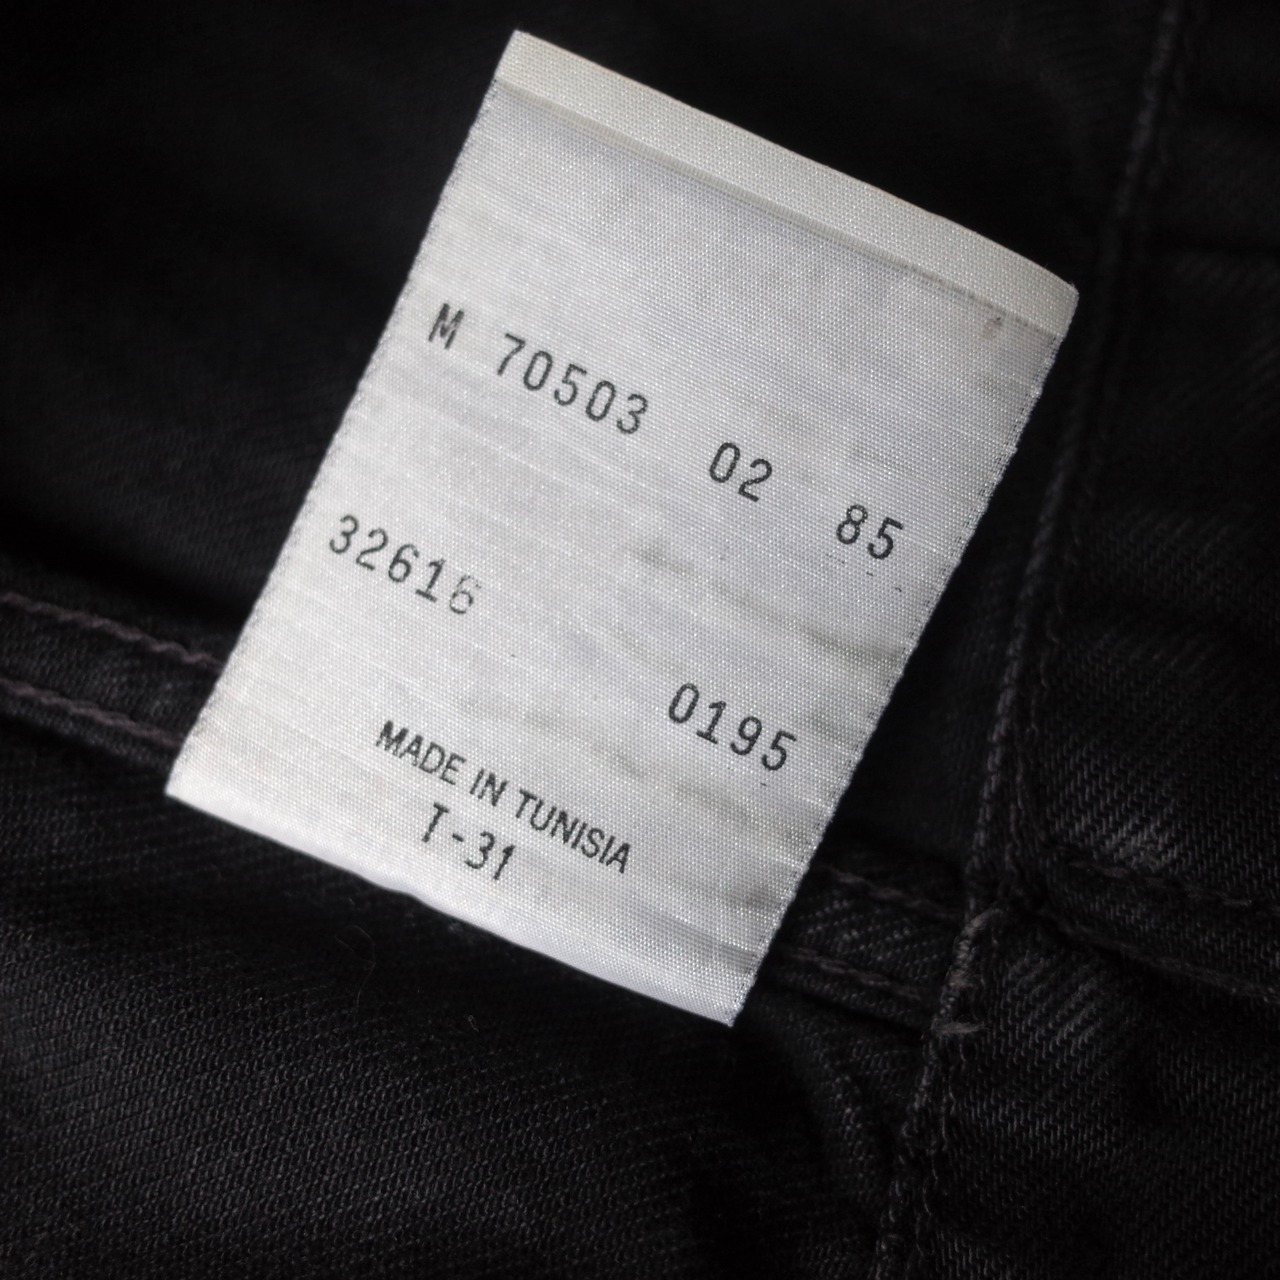 M 70503 02 85
32616
0195
MADE IN TUNISIA
T-31